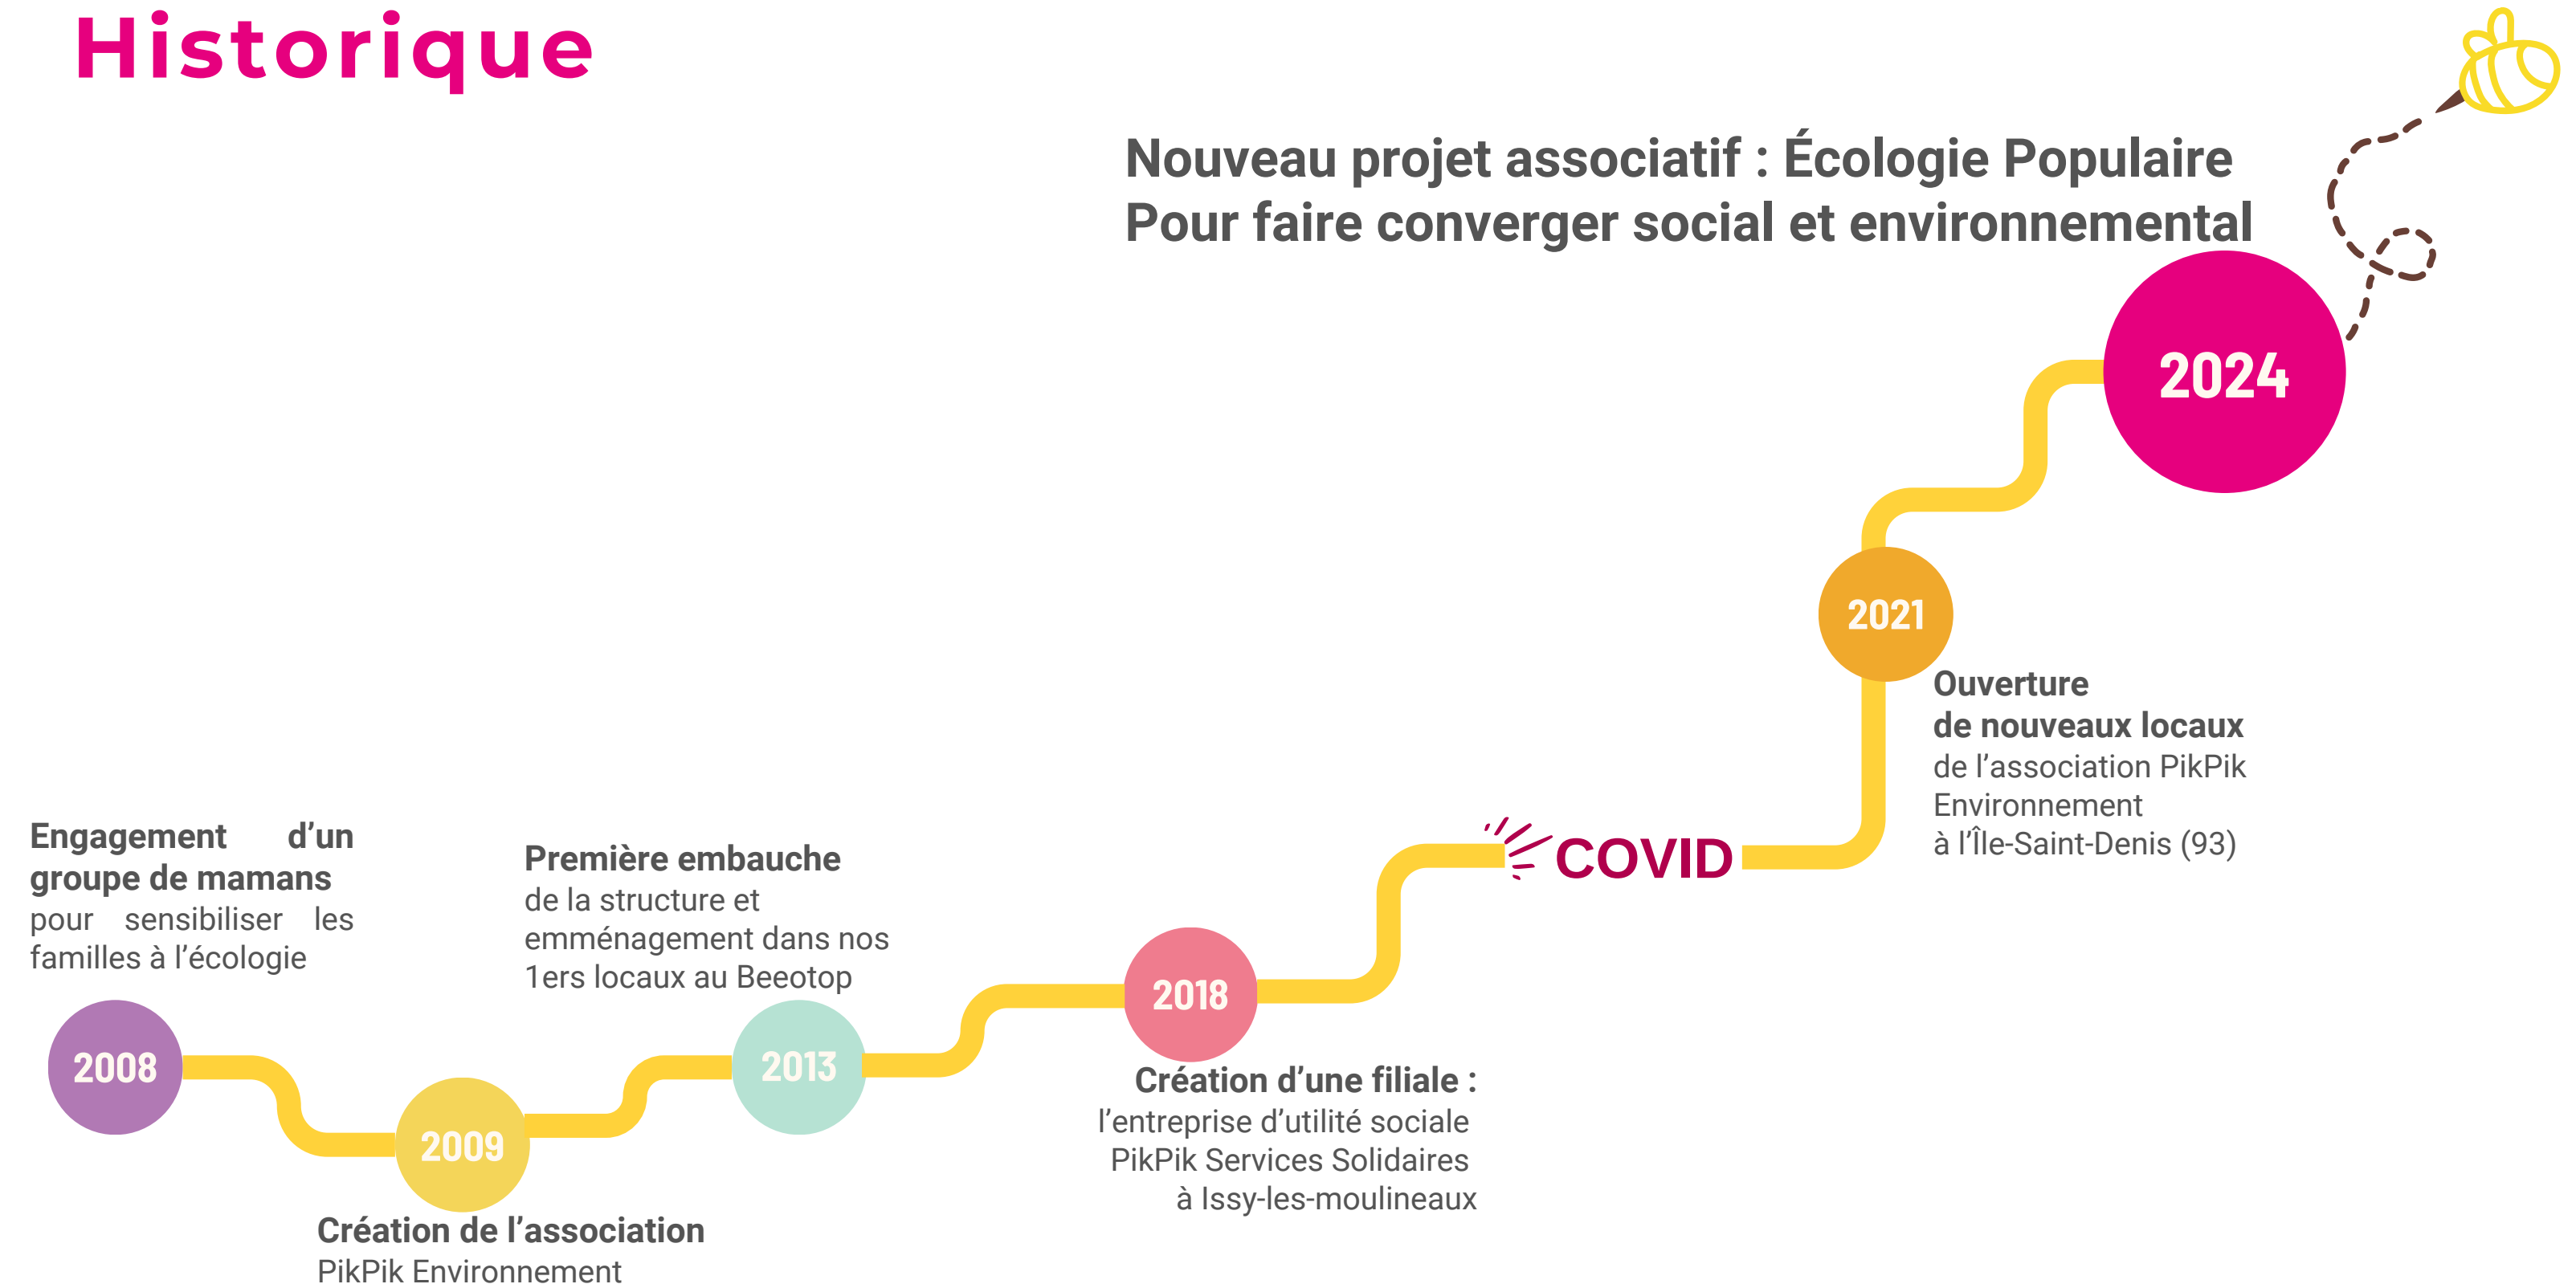 Historique
Nouveau projet associatif : Écologie Populaire
Pour faire converger social et environnemental
2024
2021
Ouverture
de nouveaux locaux
de l’association PikPik
Environnement
à l’Île-Saint-Denis (93)
COVID
Engagement d’un
groupe de mamans
pour sensibiliser les
familles à l’écologie
2008
Première embauche
de la structure et
emménagement dans nos
1ers locaux au Beeotop
2013
2018
Création d’une filiale :
l’entreprise d’utilité sociale
PikPik Services Solidaires
à Issy-les-moulineaux
2009
Création de l’association
PikPik Environnement